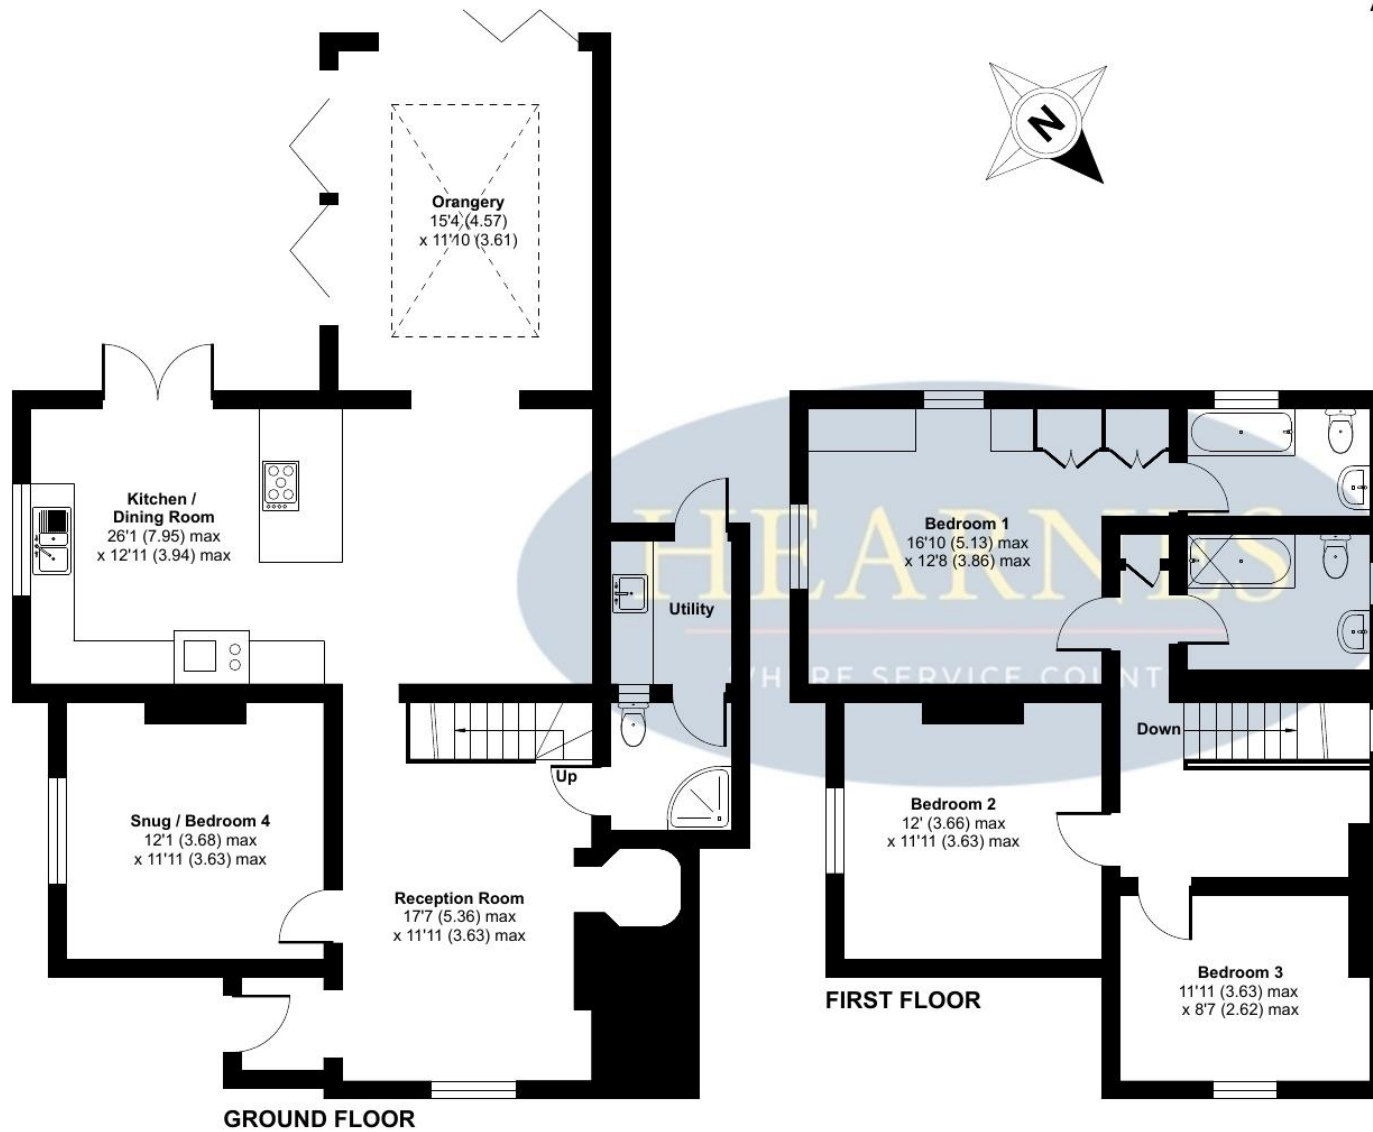 N
Orangery
15'4 (4.57)
x 11'10 (3.61)
Kitchen /
Dining Room
26'1 (7.95) max
x 12'11 (3.94) max
Utility
Up
Snug / Bedroom 4
12'1 (3.68) max
x 11'11 (3.63) max
Reception Room
17'7 (5.36) max
x 11'11 (3.63) max
GROUND FLOOR
HEARNES
WHERE SERVICE COUNT
Bedroom 1
16'10 (5.13) max
x 12'8 (3.86) max
Down
Bedroom 2
12' (3.66) max
x 11'11 (3.63) max
Bedroom 3
11'11 (3.63) max
x 8'7 (2.62) max
FIRST FLOOR